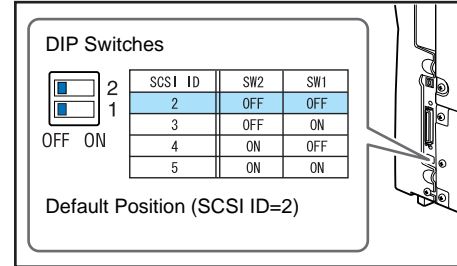 DIP Switches
2
1
OFF ON
SCSI ID SW2 SW1
2 OFF OFF
3 OFF ON
4 ON OFF
5 ON ON
Default Position (SCSI ID=2)